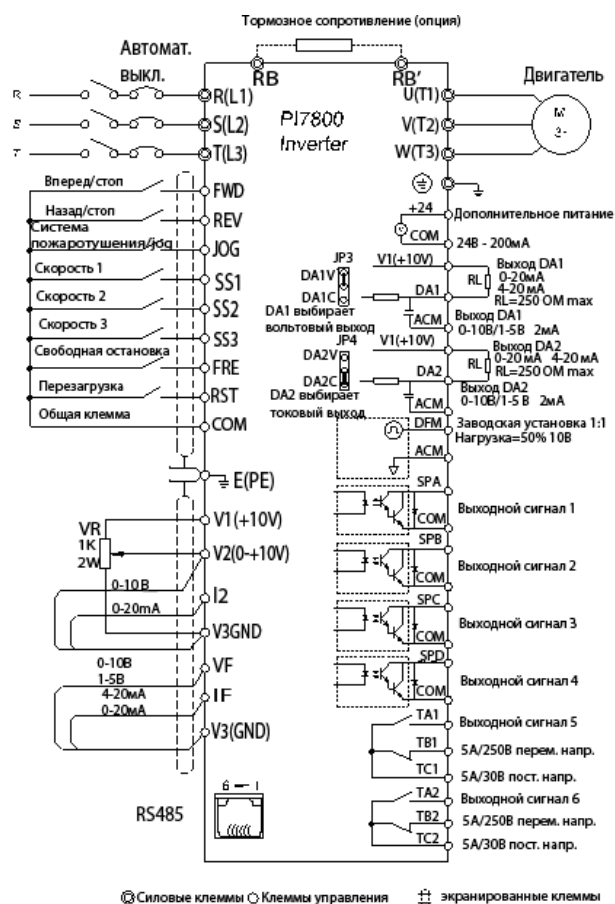 Тормозное сопротивление (опция)
Автомат.
выкл.
RB
RB'
Двигатель
R
S
T
R(L1)
S(L2)
T(L3)
PI7800
Inverter
U(T1)
V(T2)
W(T3)
M
3~
Вперед/стоп
FWD
Назад/стоп
REV
Система
пожаротушения/jog
JOG
Скорость 1
SS1
Скорость 2
SS2
Скорость 3
SS3
Свободная остановка
FRE
Перезагрузка
RST
Общая клемма
COM
E(PE)
VR
1K
2W
V1(+10V)
V2(0-+10V)
0-10В
I2
0-20mA
V3GND
0-10В
VF
1-5В
4-20мА
IF
0-20мА
V3(GND)
RS485
6 — 1
+24
Дополнительное питание
COM
24В - 200мА
JP3
V1(+10V)
Выход DA1
DA1V
RL
0-20мА
4-20мА
RL=250 OM max
DA1C
DA1
DA1 выбирает
вольтовый выход
ACM
Выход DA1
0-10В/1-5 В 2мА
JP4
V1(+10V)
Выход DA2
DA2V
RL
0-20 мА 4-20мА
RL=250 OM max
DA2C
DA2
DA2 выбирает
токовый выход
Выход DA2
0-10В/1-5 В 2мА
ACM
DFM
Заводская установка 1:1
Нагрузка=50% 10В
ACM
SPA
Выходной сигнал 1
COM
SPB
Выходной сигнал 2
COM
SPC
Выходной сигнал 3
COM
SPD
Выходной сигнал 4
COM
TA1
Выходной сигнал 5
TB1
5А/250В перем. напр.
TC1
5А/30В пост. напр.
TA2
Выходной сигнал 6
TB2
5А/250В перем. напр.
TC2
5А/30В пост. напр.
Силовые клеммы
Клеммы управления
экранированные клеммы